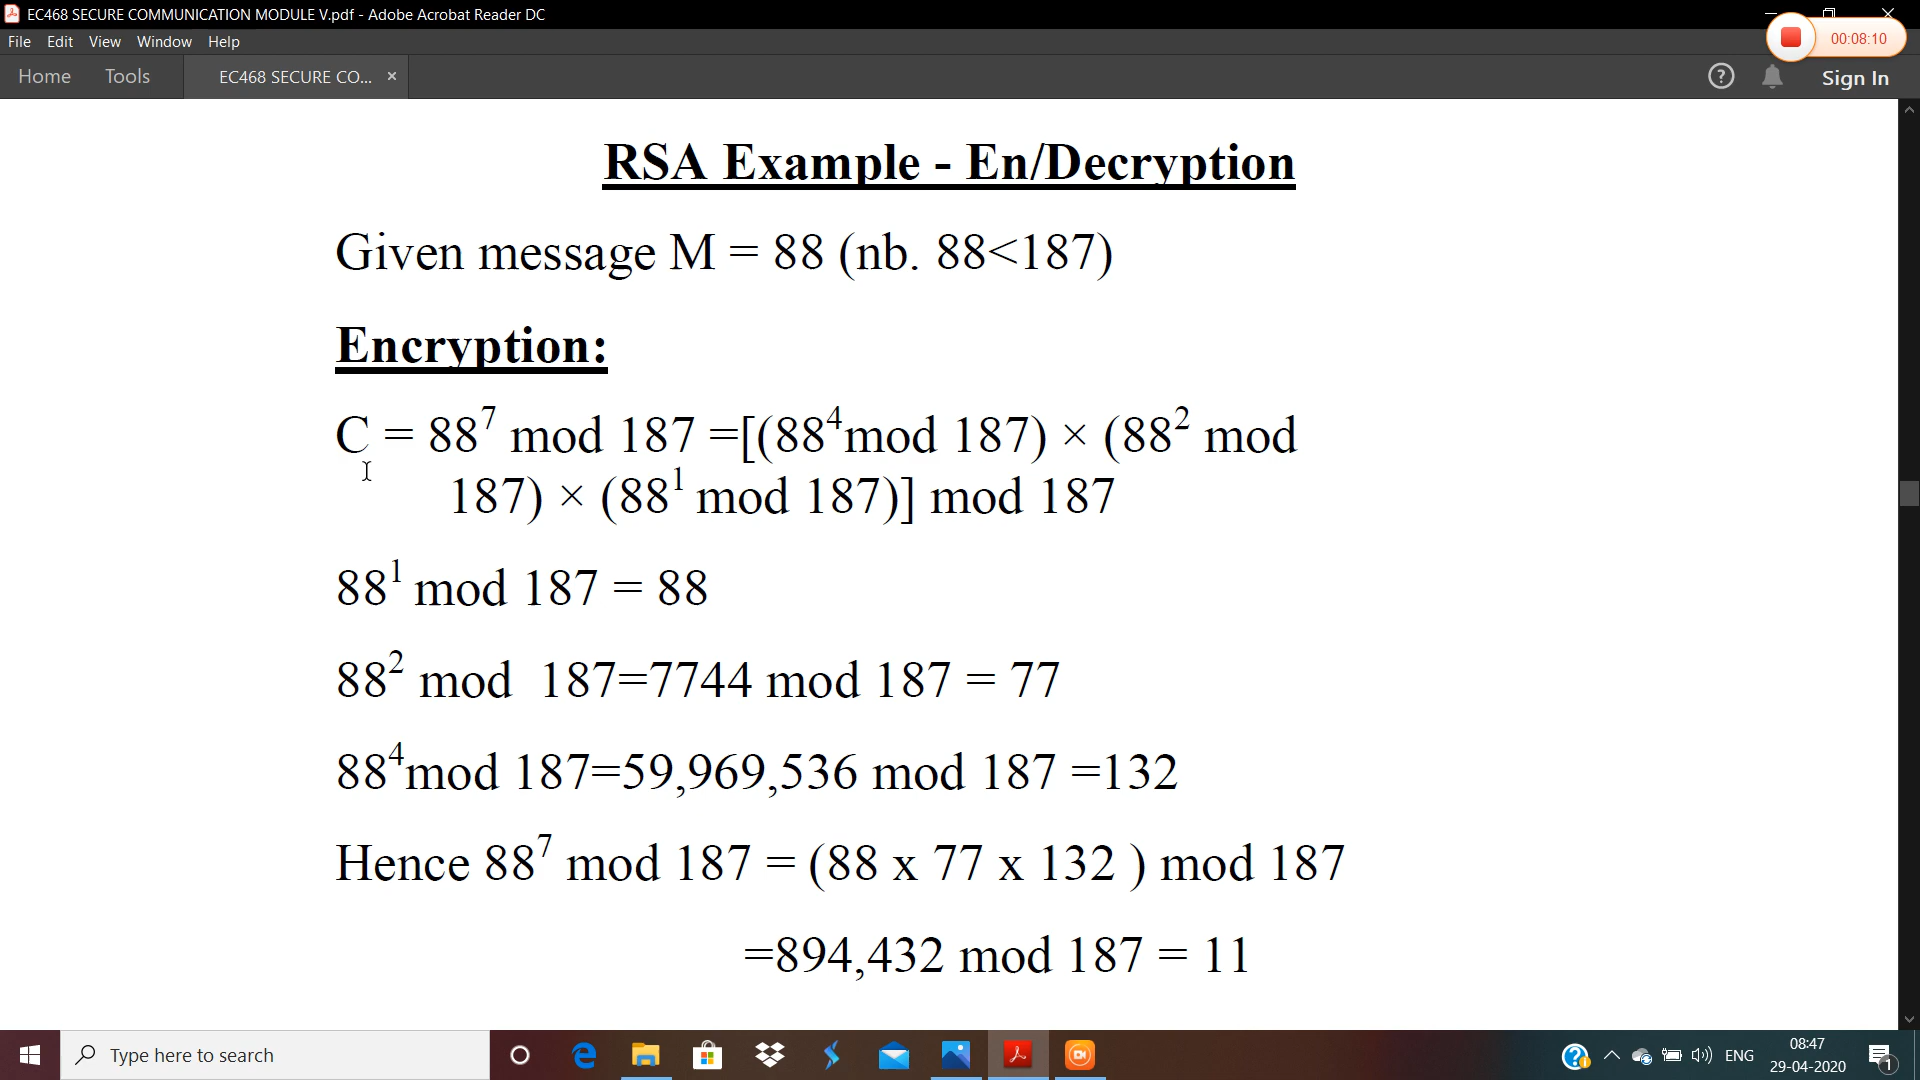 EC468 SECURE COMMUNICATION MODULE V.pdf - Adobe Acrobat Reader DC
File Edit View Window Help
00:08:10
Home Tools EC468 SECURE CO... × Sign In
RSA Example - En/Decryption
Given message M = 88 (nb. 88<187)
Encryption:
C = 88⁷ mod 187 =[(88⁴mod 187) × (88² mod
187) × (88¹ mod 187)] mod 187
88¹ mod 187 = 88
88² mod 187=7744 mod 187 = 77
88⁴mod 187=59,969,536 mod 187 =132
Hence 88⁷ mod 187 = (88 x 77 x 132 ) mod 187
=894,432 mod 187 = 11
Type here to search
ENG
08:47
29-04-2020
1